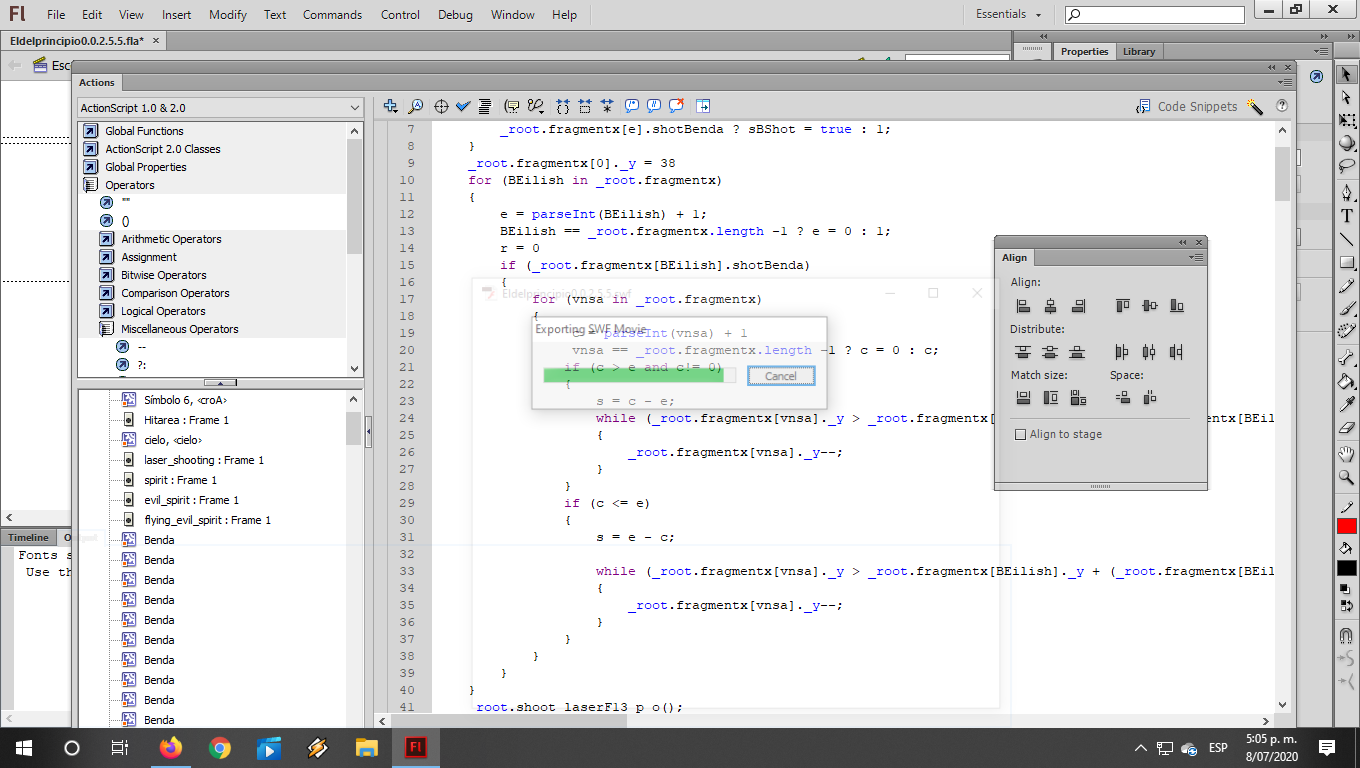 Fl File Edit View Insert Modify Text Commands Control Debug Window Help Essentials
Eldelprincipio0.0.2.5.5.fla* ×
Properties Library
Actions
ActionScript 1.0 & 2.0
Code Snippets
Global Functions
ActionScript 2.0 Classes
Global Properties
Operators
""
()
Arithmetic Operators
Assignment
Bitwise Operators
Comparison Operators
Logical Operators
Miscellaneous Operators
--
?:
Símbolo 6, <croA>
Hitarea : Frame 1
cielo, <cielo>
laser_shooting : Frame 1
spirit : Frame 1
evil_spirit : Frame 1
flying_evil_spirit : Frame 1
Benda
Benda
Benda
Benda
Benda
Benda
Benda
Benda
Benda
Benda
Timeline
Fonts
Use
7 _root.fragmentx[e].shotBenda ? sBShot = true : 1;
8 }
9 _root.fragmentx[0]._y = 38
10 for (BEilish in _root.fragmentx)
11 {
12 e = parseInt(BEilish) + 1;
13 BEilish == _root.fragmentx.length -1 ? e = 0 : 1;
14 r = 0
15 if (_root.fragmentx[BEilish].shotBenda)
16 {
17 for (vnsa in _root.fragmentx)
18 {
19 c = parseInt(vnsa) + 1
20 vnsa == _root.fragmentx.length -1 ? c = 0 : c;
21 if (c > e and c!= 0)
22 {
23 s = c - e;
24 while (_root.fragmentx[vnsa]._y > _root.fragmentx[
25 {
26 _root.fragmentx[vnsa]._y--;
27 }
28 }
29 if (c <= e)
30 {
31 s = e - c;
32
33 while (_root.fragmentx[vnsa]._y > _root.fragmentx[BEilish]._y + (_root.fragmentx[BEil
34 {
35 _root.fragmentx[vnsa]._y--;
36 }
37 }
38 }
39 }
40 }
41 _root.shoot_laserFl3_p_o();
Eldelprincipio0.0.2.5.5.swf
Exporting SWF Movie
Cancel
Align
Align:
Distribute:
Match size: Space:
Align to stage
ESP
5:05 p. m.
8/07/2020